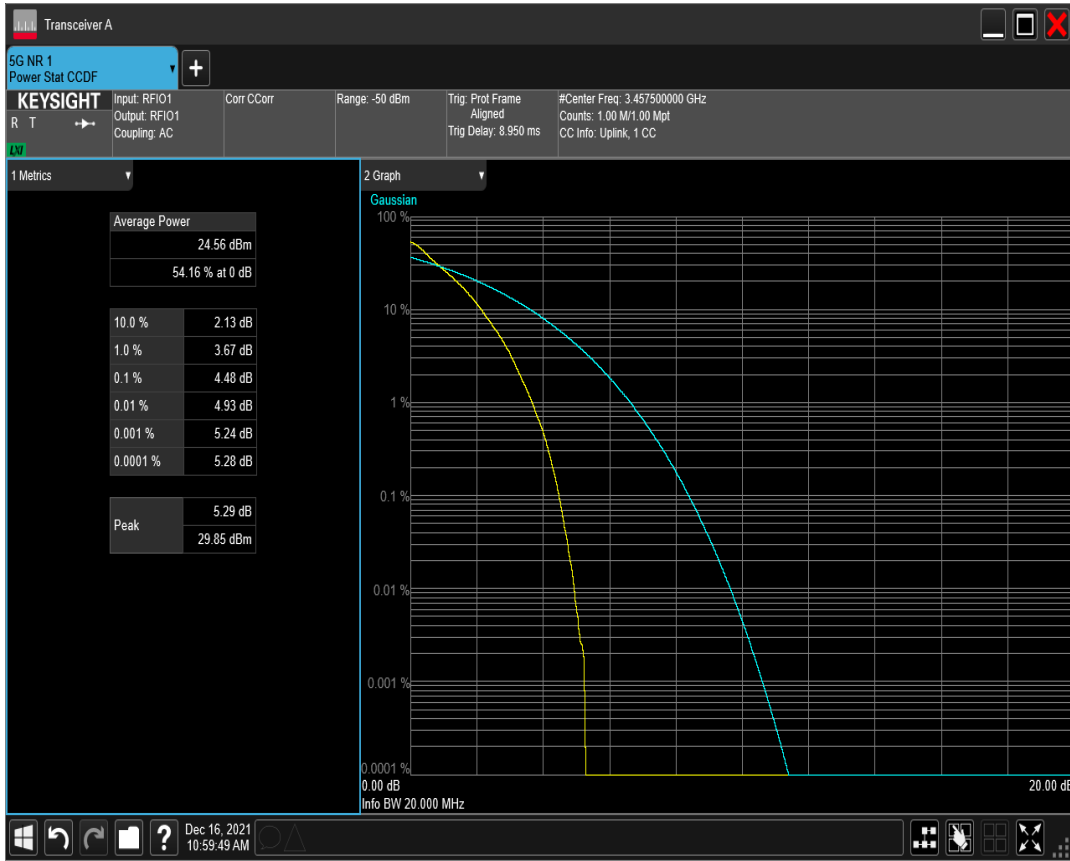 Transceiver A
5G NR 1
Power Stat CCDF
+
KEYSIGHT
R T
LXI
Input: RFIO1
Output: RFIO1
Coupling: AC
Corr CCorr
Range: -50 dBm
Trig: Prot Frame
Aligned
Trig Delay: 8.950 ms
#Center Freq: 3.457500000 GHz
Counts: 1.00 M/1.00 Mpt
CC Info: Uplink, 1 CC
1 Metrics
Average Power
24.56 dBm
54.16 % at 0 dB
10.0 % 2.13 dB
1.0 % 3.67 dB
0.1 % 4.48 dB
0.01 % 4.93 dB
0.001 % 5.24 dB
0.0001 % 5.28 dB
Peak
5.29 dB
29.85 dBm
2 Graph
Gaussian
100 %
10 %
1 %
0.1 %
0.01 %
0.001 %
0.0001 %
0.00 dB 20.00 dB
Info BW 20.000 MHz
?
Dec 16, 2021
10:59:49 AM